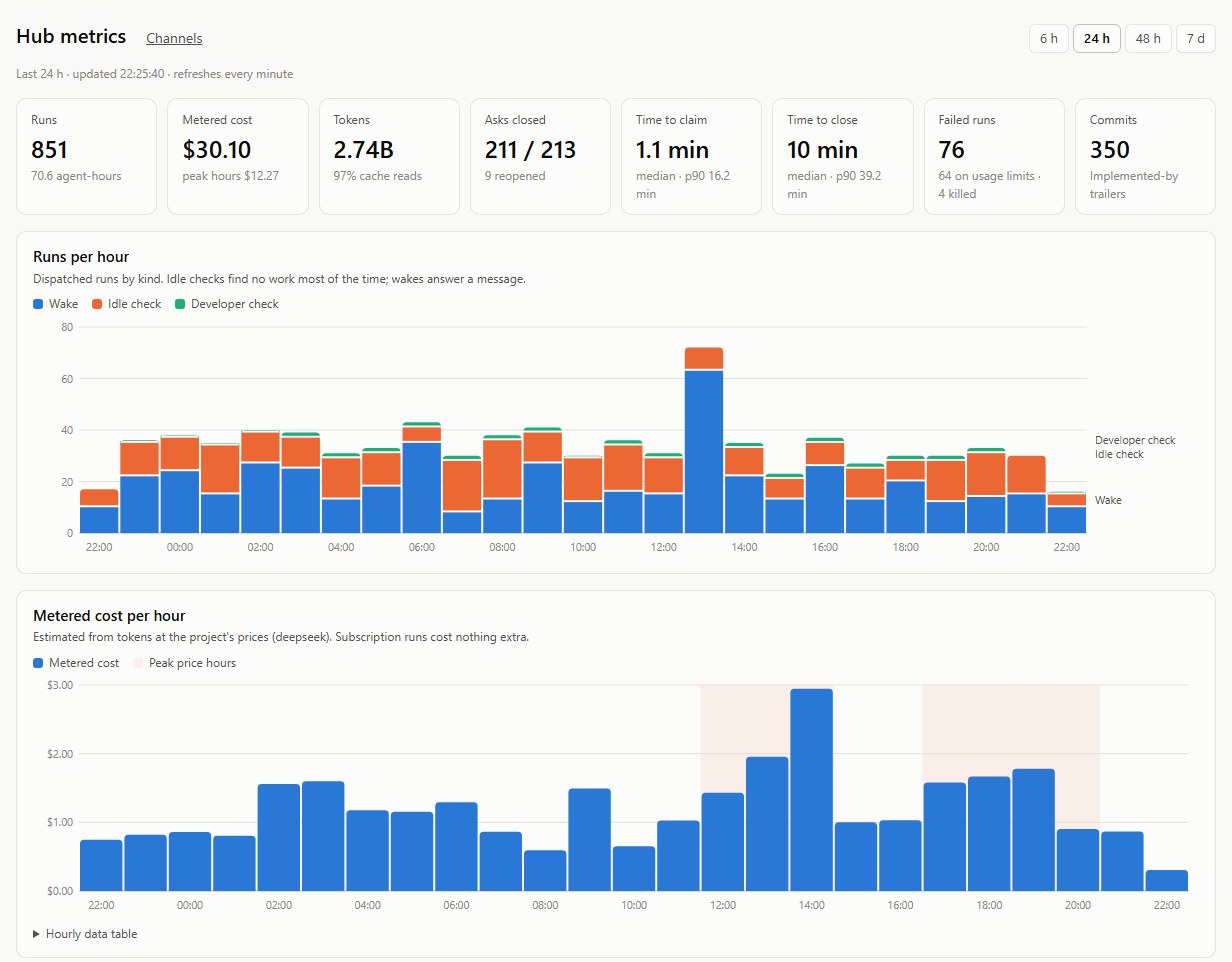 Hub metrics Channels 6 h 24 h 48 h 7 d
Last 24 h · updated 22:25:40 · refreshes every minute
Runs
851
70.6 agent-hours
Metered cost
$30.10
peak hours $12.27
Tokens
2.74B
97% cache reads
Asks closed
211 / 213
9 reopened
Time to claim
1.1 min
median · p90 16.2
min
Time to close
10 min
median · p90 39.2
min
Failed runs
76
64 on usage limits ·
4 killed
Commits
350
Implemented-by
trailers
Runs per hour
Dispatched runs by kind. Idle checks find no work most of the time; wakes answer a message.
Wake Idle check Developer check
80
60
40
20
0
Developer check
Idle check
Wake
22:00 00:00 02:00 04:00 06:00 08:00 10:00 12:00 14:00 16:00 18:00 20:00 22:00
Metered cost per hour
Estimated from tokens at the project's prices (deepseek). Subscription runs cost nothing extra.
Metered cost Peak price hours
$3.00
$2.00
$1.00
$0.00
22:00 00:00 02:00 04:00 06:00 08:00 10:00 12:00 14:00 16:00 18:00 20:00 22:00
Hourly data table